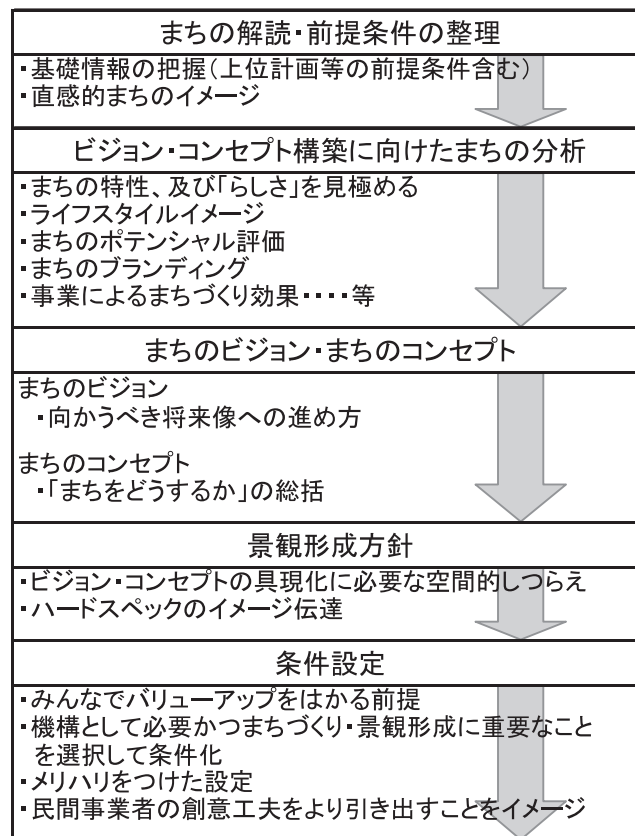 まちの解読・前提条件の整理
・基礎情報の把握（上位計画等の前提条件含む）
・直感的まちのイメージ
ビジョン・コンセプト構築に向けたまちの分析
・まちの特性、及び「らしさ」を見極める
・ライフスタイルイメージ
・まちのポテンシャル評価
・まちのブランディング
・事業によるまちづくり効果・・・・等
まちのビジョン・まちのコンセプト
まちのビジョン
・向かうべき将来像への進め方
まちのコンセプト
・「まちをどうするか」の総括
景観形成方針
・ビジョン・コンセプトの具現化に必要な空間的しつらえ
・ハードスペックのイメージ伝達
条件設定
・みんなでバリューアップをはかる前提
・機構として必要かつまちづくり・景観形成に重要なこと
を選択して条件化
・メリハリをつけた設定
・民間事業者の創意工夫をより引き出すことをイメージ